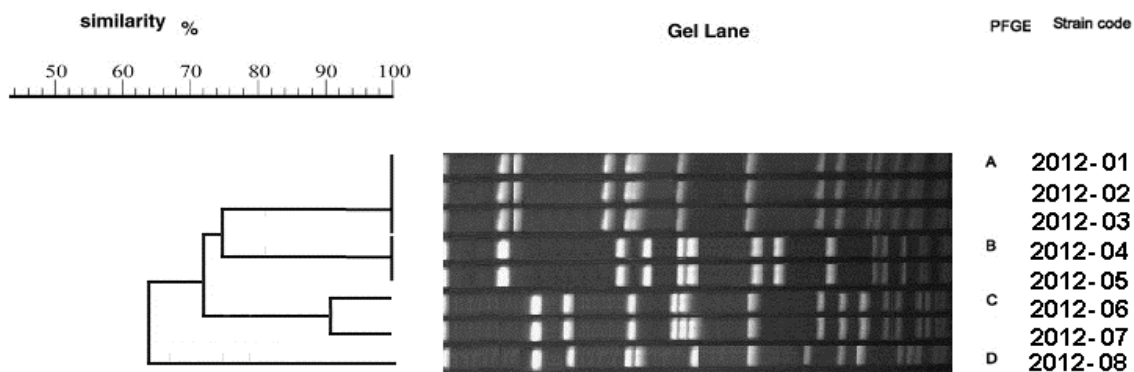 similarity % Gel Lane PFGE Strain code
50 60 70 80 90 100
A 2012-01
2012-02
2012-03
B 2012-04
2012-05
C 2012-06
2012-07
D 2012-08